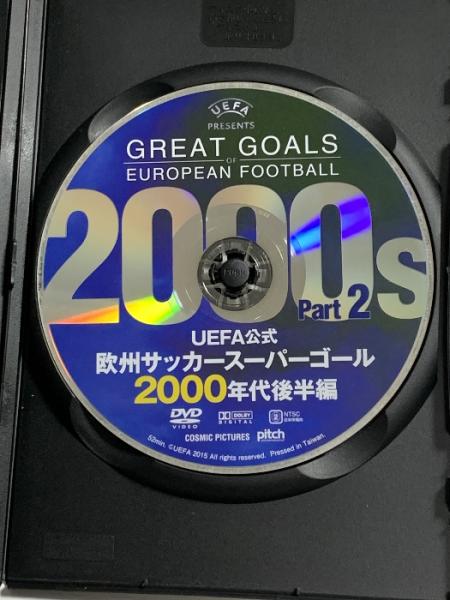 UEFA
PRESENTS
GREAT GOALS
OF
EUROPEAN FOOTBALL
2000s
Part 2
UEFA公式
欧州サッカースーパーゴール
2000年代後半編
DVD VIDEO
DOLBY DIGITAL
2 NTSC
COSMIC PICTURES pitch
52min. ©UEFA 2015 All rights reserved. Pressed in Taiwan.